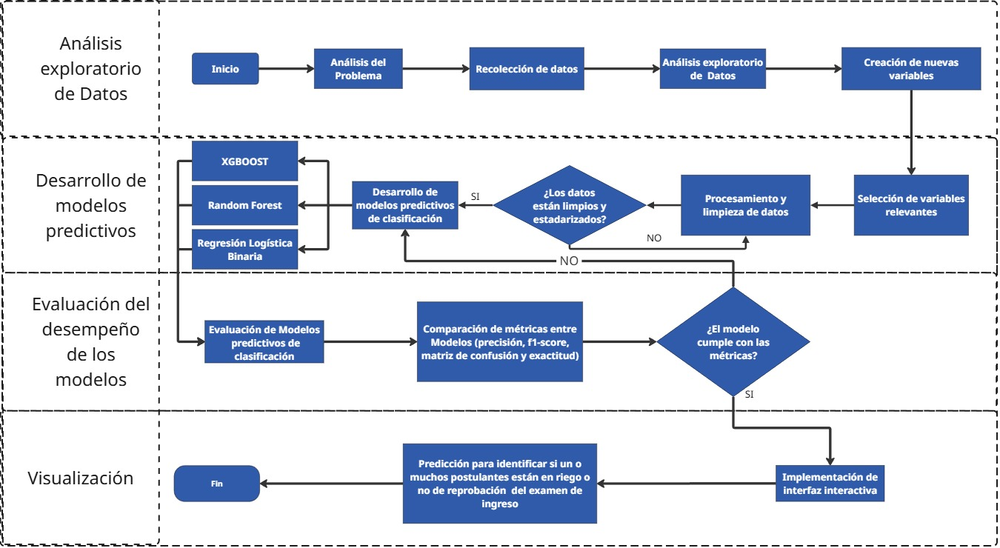 Análisis
exploratorio
de Datos
Inicio
Análisis del
Problema
Recolección de datos
Análisis exploratorio
de Datos
Creación de nuevas
variables
Desarrollo de
modelos
predictivos
XGBOOST
Random Forest
Regresión Logística
Binaria
Desarrollo de
modelos predictivos
de clasificación
SI
¿Los datos
están limpios y
estadarizados?
NO
Procesamiento y
limpieza de datos
Selección de variables
relevantes
NO
Evaluación del
desempeño
de los
modelos
Evaluación de Modelos
predictivos de
clasificación
Comparación de métricas entre
Modelos (precisión, f1-score,
matriz de confusión y exactitud)
¿El modelo
cumple con las
métricas?
SI
Visualización
Fin
Predicción para identificar si un o
muchos postulantes están en riego o
no de reprobación del examen de
ingreso
Implementación de
interfaz interactiva